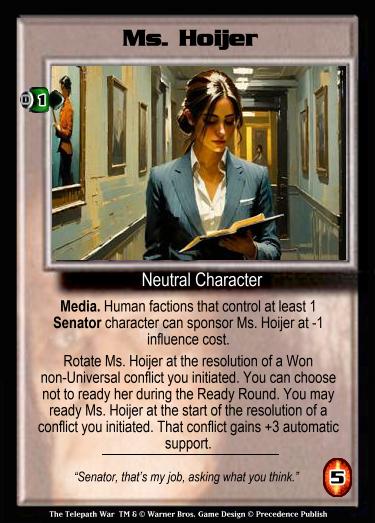 Ms. Hoijer
D 1
Neutral Character
Media. Human factions that control at least 1
Senator character can sponsor Ms. Hoijer at -1
influence cost.
Rotate Ms. Hoijer at the resolution of a Won
non-Universal conflict you initiated. You can choose
not to ready her during the Ready Round. You may
ready Ms. Hoijer at the start of the resolution of a
conflict you initiated. That conflict gains +3 automatic
support.
"Senator, that's my job, asking what you think."
5
The Telepath War TM & © Warner Bros. Game Design © Precedence Publish